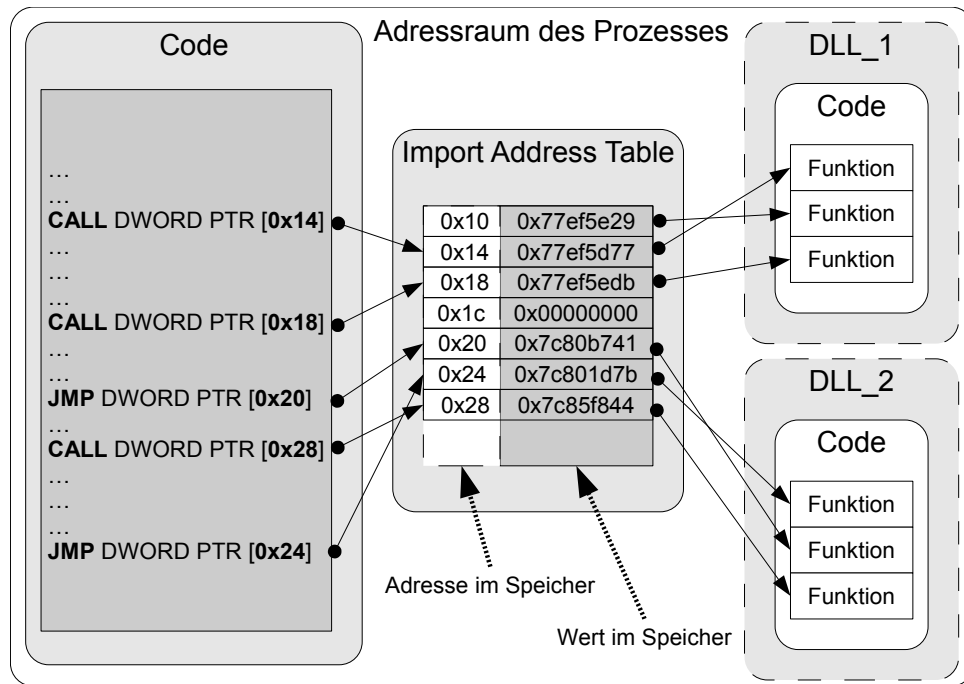 Adressraum des Prozesses
Code
…
…
CALL DWORD PTR [0x14]
…
…
…
CALL DWORD PTR [0x18]
…
…
JMP DWORD PTR [0x20]
…
CALL DWORD PTR [0x28]
…
…
…
JMP DWORD PTR [0x24]
Import Address Table
0x10 0x77ef5e29
0x14 0x77ef5d77
0x18 0x77ef5edb
0x1c 0x00000000
0x20 0x7c80b741
0x24 0x7c801d7b
0x28 0x7c85f844
Adresse im Speicher
Wert im Speicher
DLL_1
Code
Funktion
Funktion
Funktion
DLL_2
Code
Funktion
Funktion
Funktion